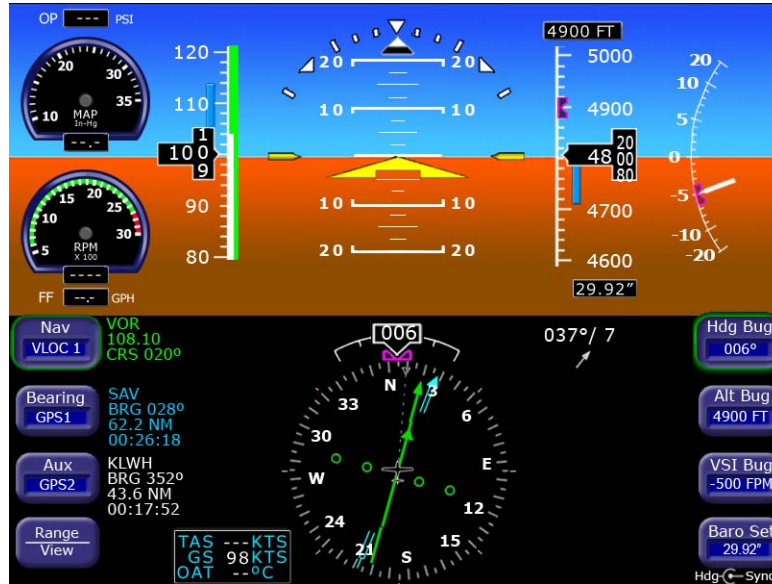 OP --- PSI
4900 FT
10 20 30 35
MAP
In-Hg
--.-
5 10 15 20 25 30
RPM
X 100
----
FF --.- GPH
120
110
1
100
9
90
80
20 20
10 10
10 10
20 20
5000
4900
20
48 00
80
4700
4600
29.92"
20
10
5
0
-5
-10
-20
Nav
VLOC 1
VOR
108.10
CRS 020º
Bearing
GPS1
SAV
BRG 028º
62.2 NM
00:26:18
Aux
GPS2
KLWH
BRG 352º
43.6 NM
00:17:52
Range
View
TAS ---KTS
GS 98KTS
OAT --ºC
006
N
3
6
E
12
15
S
21
24
W
30
33
037°/ 7
Hdg Bug
006º
Alt Bug
4900 FT
VSI Bug
-500 FPM
Baro Set
29.92"
Hdg Sync